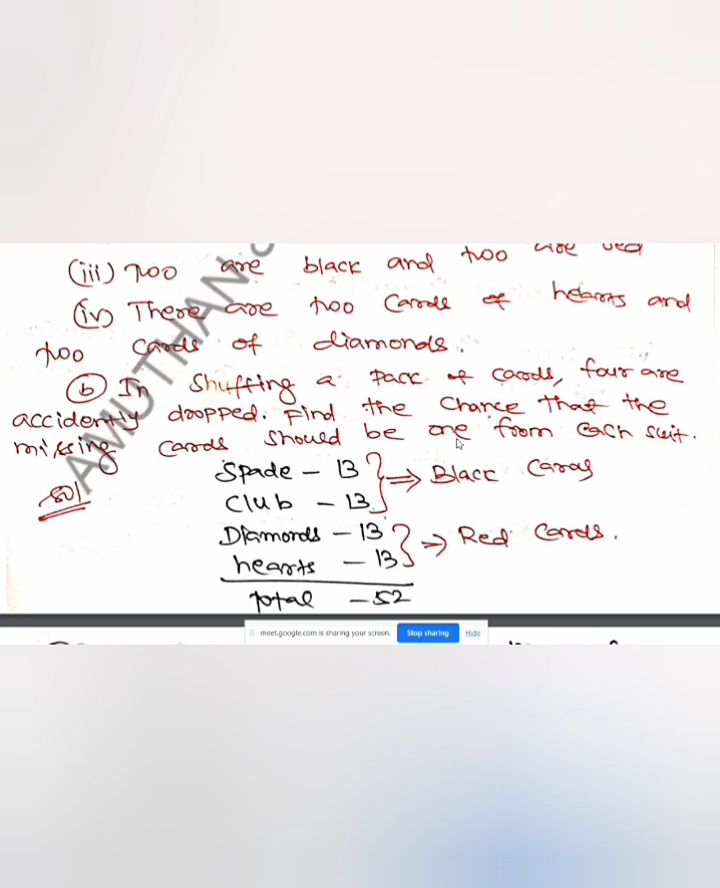 (iii) Two are black and two are red
(iv) There are two cards of hearts and
two cards of diamonds.
(b) In shuffing a pack of cards, four are
accidently dropped. Find the chance that the
missing cards should be one from each suit.
AMUTHAN
Sol
Spade - 13
Club - 13
⇒ Black Cards
Diamonds - 13
hearts - 13
⇒ Red Cards.
Total - 52
meet.google.com is sharing your screen. Stop sharing Hide